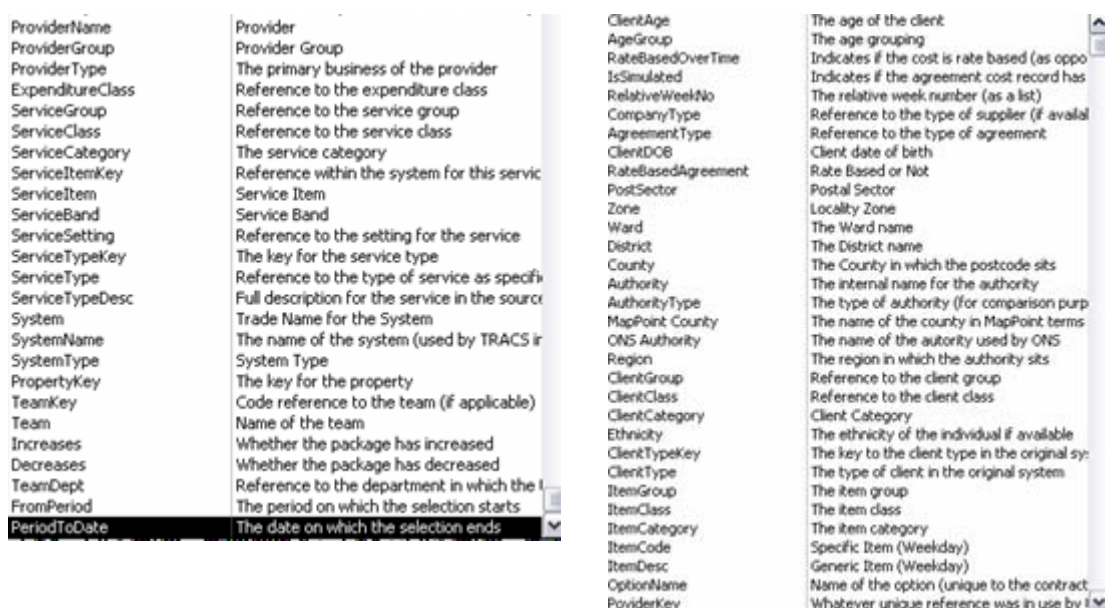 ProviderName Provider
ProviderGroup Provider Group
ProviderType The primary business of the provider
ExpenditureClass Reference to the expenditure class
ServiceGroup Reference to the service group
ServiceClass Reference to the service class
ServiceCategory The service category
ServiceItemKey Reference within the system for this servic
ServiceItem Service Item
ServiceBand Service Band
ServiceSetting Reference to the setting for the service
ServiceTypeKey The key for the service type
ServiceType Reference to the type of service as specifi
ServiceTypeDesc Full description for the service in the source
System Trade Name for the System
SystemName The name of the system (used by TRACS ir
SystemType System Type
PropertyKey The key for the property
TeamKey Code reference to the team (if applicable)
Team Name of the team
Increases Whether the package has increased
Decreases Whether the package has decreased
TeamDept Reference to the department in which the
FromPeriod The period on which the selection starts
PeriodToDate The date on which the selection ends
ClientAge The age of the client
AgeGroup The age grouping
RateBasedOverTime Indicates if the cost is rate based (as oppo
IsSimulated Indicates if the agreement cost record has
RelativeWeekNo The relative week number (as a list)
CompanyType Reference to the type of supplier (if availal
AgreementType Reference to the type of agreement
ClientDOB Client date of birth
RateBasedAgreement Rate Based or Not
PostSector Postal Sector
Zone Locality Zone
Ward The Ward name
District The District name
County The County in which the postcode sits
Authority The internal name for the authority
AuthorityType The type of authority (for comparison purp
MapPoint County The name of the county in MapPoint terms
ONS Authority The name of the autority used by ONS
Region The region in which the authority sits
ClientGroup Reference to the client group
ClientClass Reference to the client class
ClientCategory Client Category
Ethnicity The ethnicity of the individual if available
ClientTypeKey The key to the client type in the original sy
ClientType The type of client in the original system
ItemGroup The item group
ItemClass The item class
ItemCategory The item category
ItemCode Specific Item (Weekday)
ItemDesc Generic Item (Weekday)
OptionName Name of the option (unique to the contract
PoviderKey Whatever unique reference was in use by